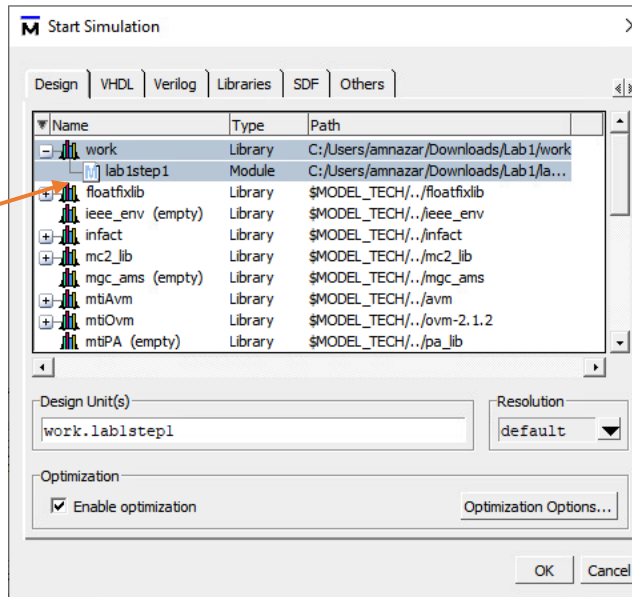 Start Simulation
Design VHDL Verilog Libraries SDF Others
Name Type Path
work Library C:/Users/amnazar/Downloads/Lab1/work
lab1step1 Module C:/Users/amnazar/Downloads/Lab1/la...
floatfixlib Library $MODEL_TECH/../floatfixlib
ieee_env (empty) Library $MODEL_TECH/../ieee_env
infact Library $MODEL_TECH/../infact
mc2_lib Library $MODEL_TECH/../mc2_lib
mgc_ams (empty) Library $MODEL_TECH/../mgc_ams
mtiAvm Library $MODEL_TECH/../avm
mtiOvm Library $MODEL_TECH/../ovm-2.1.2
mtiPA (empty) Library $MODEL_TECH/../pa_lib
Design Unit(s) Resolution
work.lab1step1 default
Optimization
Enable optimization Optimization Options...
OK Cancel